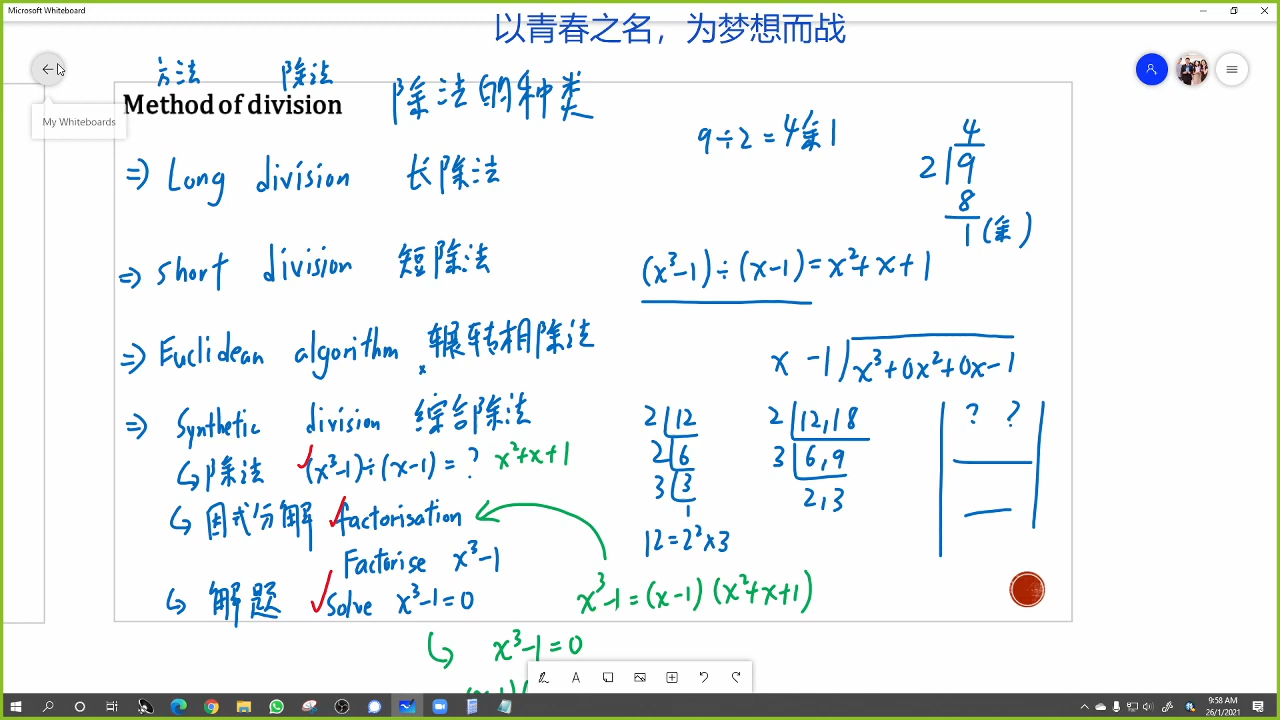 Microsoft Whiteboard
以青春之名，为梦想而战
My Whiteboards
方法 除法
Method of division 除法的种类
⇒ Long division 长除法
⇒ short division 短除法
⇒ Euclidean algorithm 辗转相除法
⇒ Synthetic division 综合除法
↳ 除法 (x³-1)÷(x-1) = ? x²+x+1
↳ 因式分解 factorisation
Factorise x³-1
↳ 解题 Solve x³-1=0
↳ x³-1=0
9÷2=4余1
4
2 9
8
1 (余)
(x³-1)÷(x-1)=x²+x+1
x -1 x³+0x²+0x-1
2 12
2 6
3 3
1
12=2²×3
2 12,18
3 6,9
2,3
? ?
x³-1=(x-1)(x²+x+1)
9:58 AM
26/1/2021